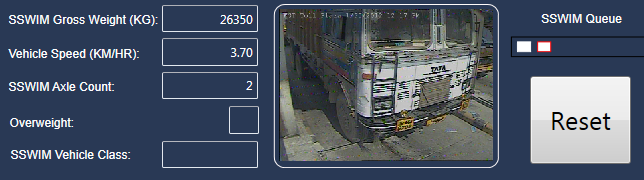 SSWIM Gross Weight (KG): 26350
Vehicle Speed (KM/HR): 3.70
SSWIM Axle Count: 2
Overweight:
SSWIM Vehicle Class:
TATA
SSWIM Queue
Reset